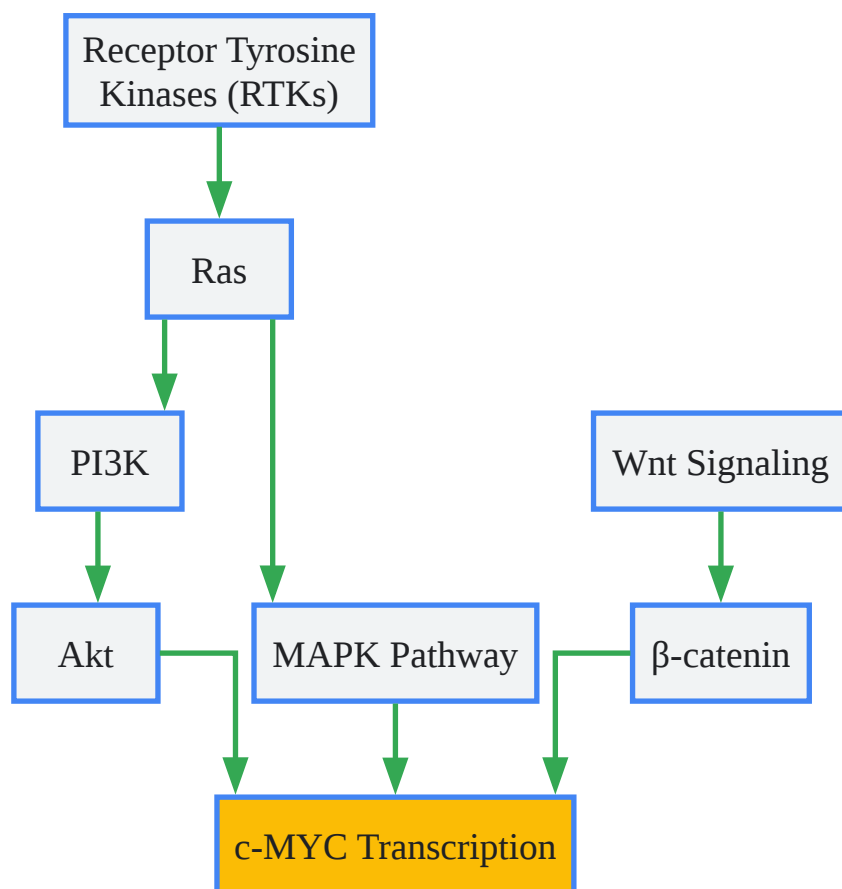 Receptor Tyrosine
Kinases (RTKs)
Ras
PI3K
Wnt Signaling
Akt
MAPK Pathway
β-catenin
c-MYC Transcription